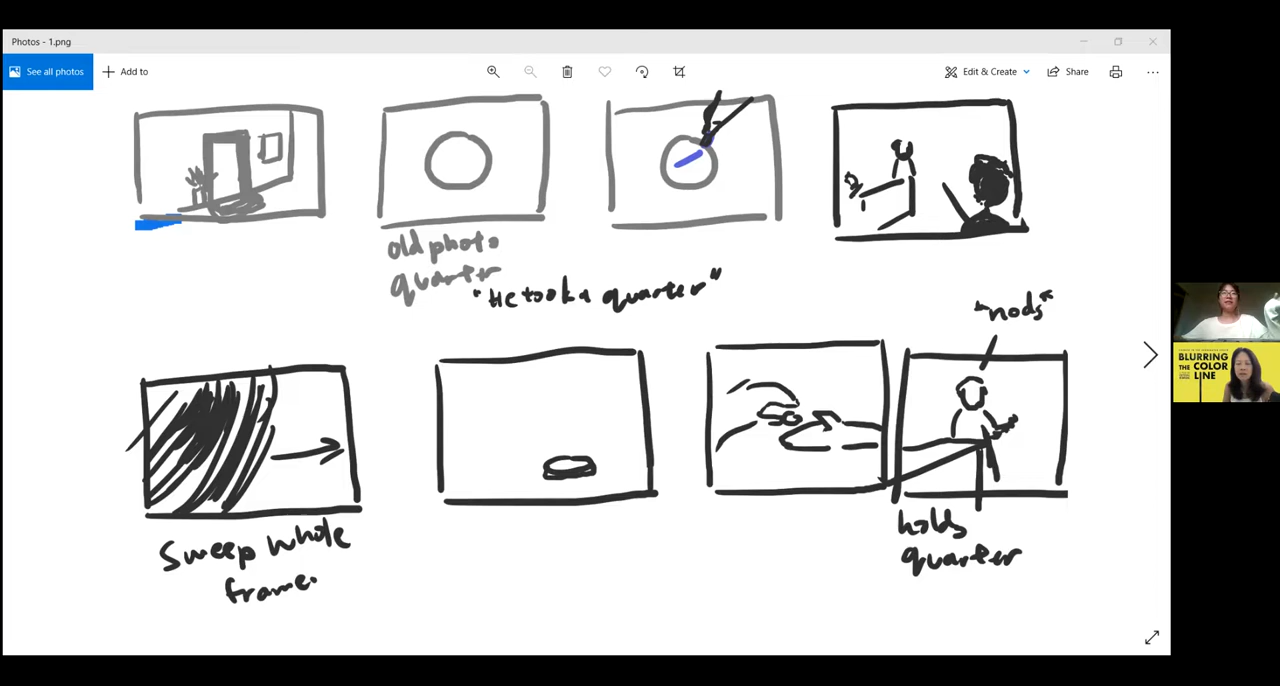 Photos - 1.png
See all photos
Add to
Edit & Create
Share
old photo
quarter
"He took a quarter"
"nods"
BLURRING
THE COLOR
LINE
Sweep whole
frame.
holds
quarter